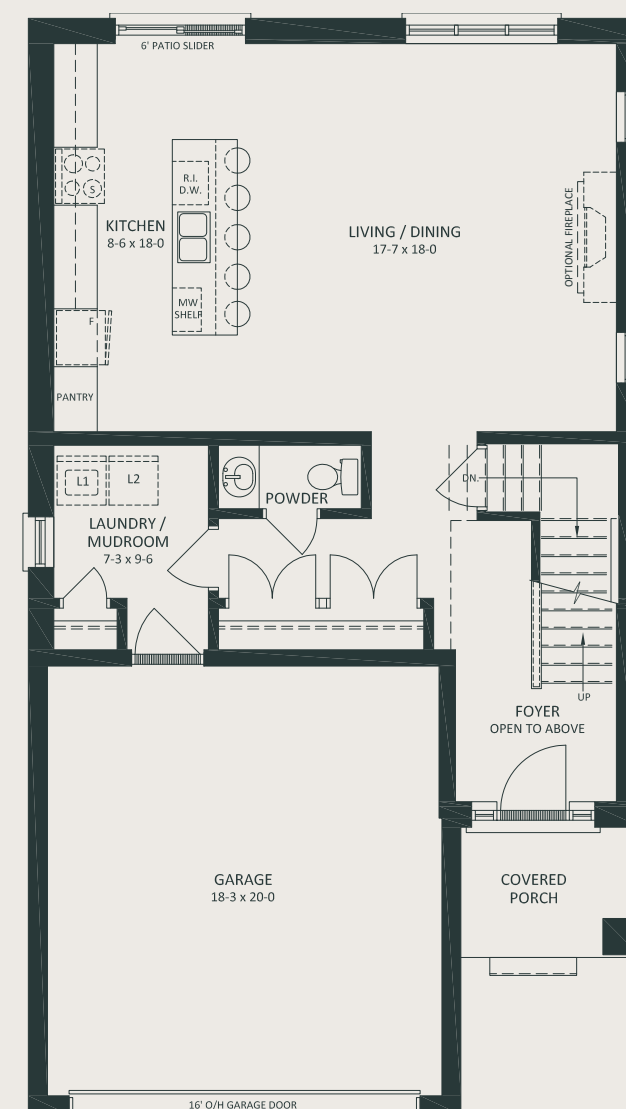 6' PATIO SLIDER
R.I.
D.W.
S
KITCHEN
8-6 x 18-0
LIVING / DINING
17-7 x 18-0
OPTIONAL FIREPLACE
MW
SHELF
F
PANTRY
L1
L2
DN.
POWDER
LAUNDRY /
MUDROOM
7-3 x 9-6
UP
FOYER
OPEN TO ABOVE
GARAGE
18-3 x 20-0
COVERED
PORCH
16' O/H GARAGE DOOR